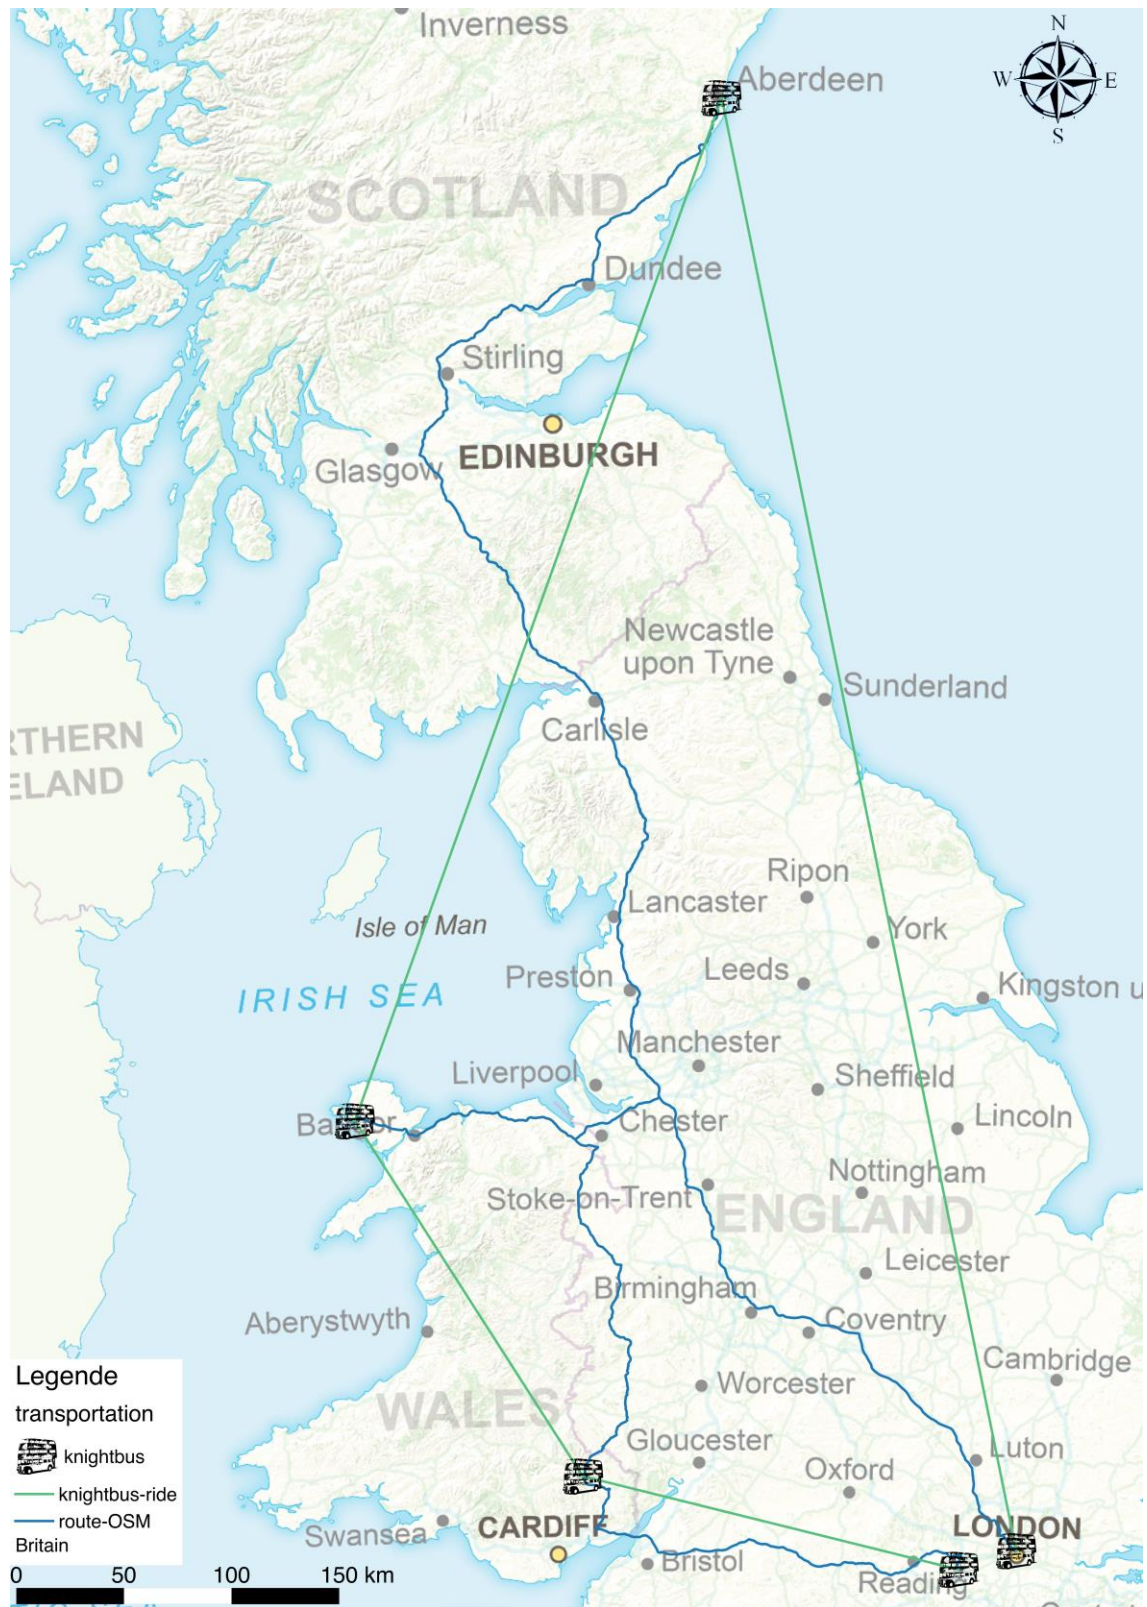 Inverness
N
W E
S
Aberdeen
SCOTLAND
Dundee
Stirling
EDINBURGH
Glasgow
Newcastle
upon Tyne
Sunderland
Carlisle
RTHERN
ELAND
Ripon
Lancaster
Isle of Man
York
Leeds
Preston
IRISH SEA
Kingston u
Manchester
Liverpool
Sheffield
Chester
Lincoln
Nottingham
Stoke-on-Trent
ENGLAND
Leicester
Birmingham
Aberystwyth
Coventry
Cambridge
Worcester
WALES
Gloucester
Luton
Oxford
Swansea
CARDIFF
LONDON
Bristol
Reading
Legende
transportation
knightbus
knightbus-ride
route-OSM
Britain
0 50 100 150 km